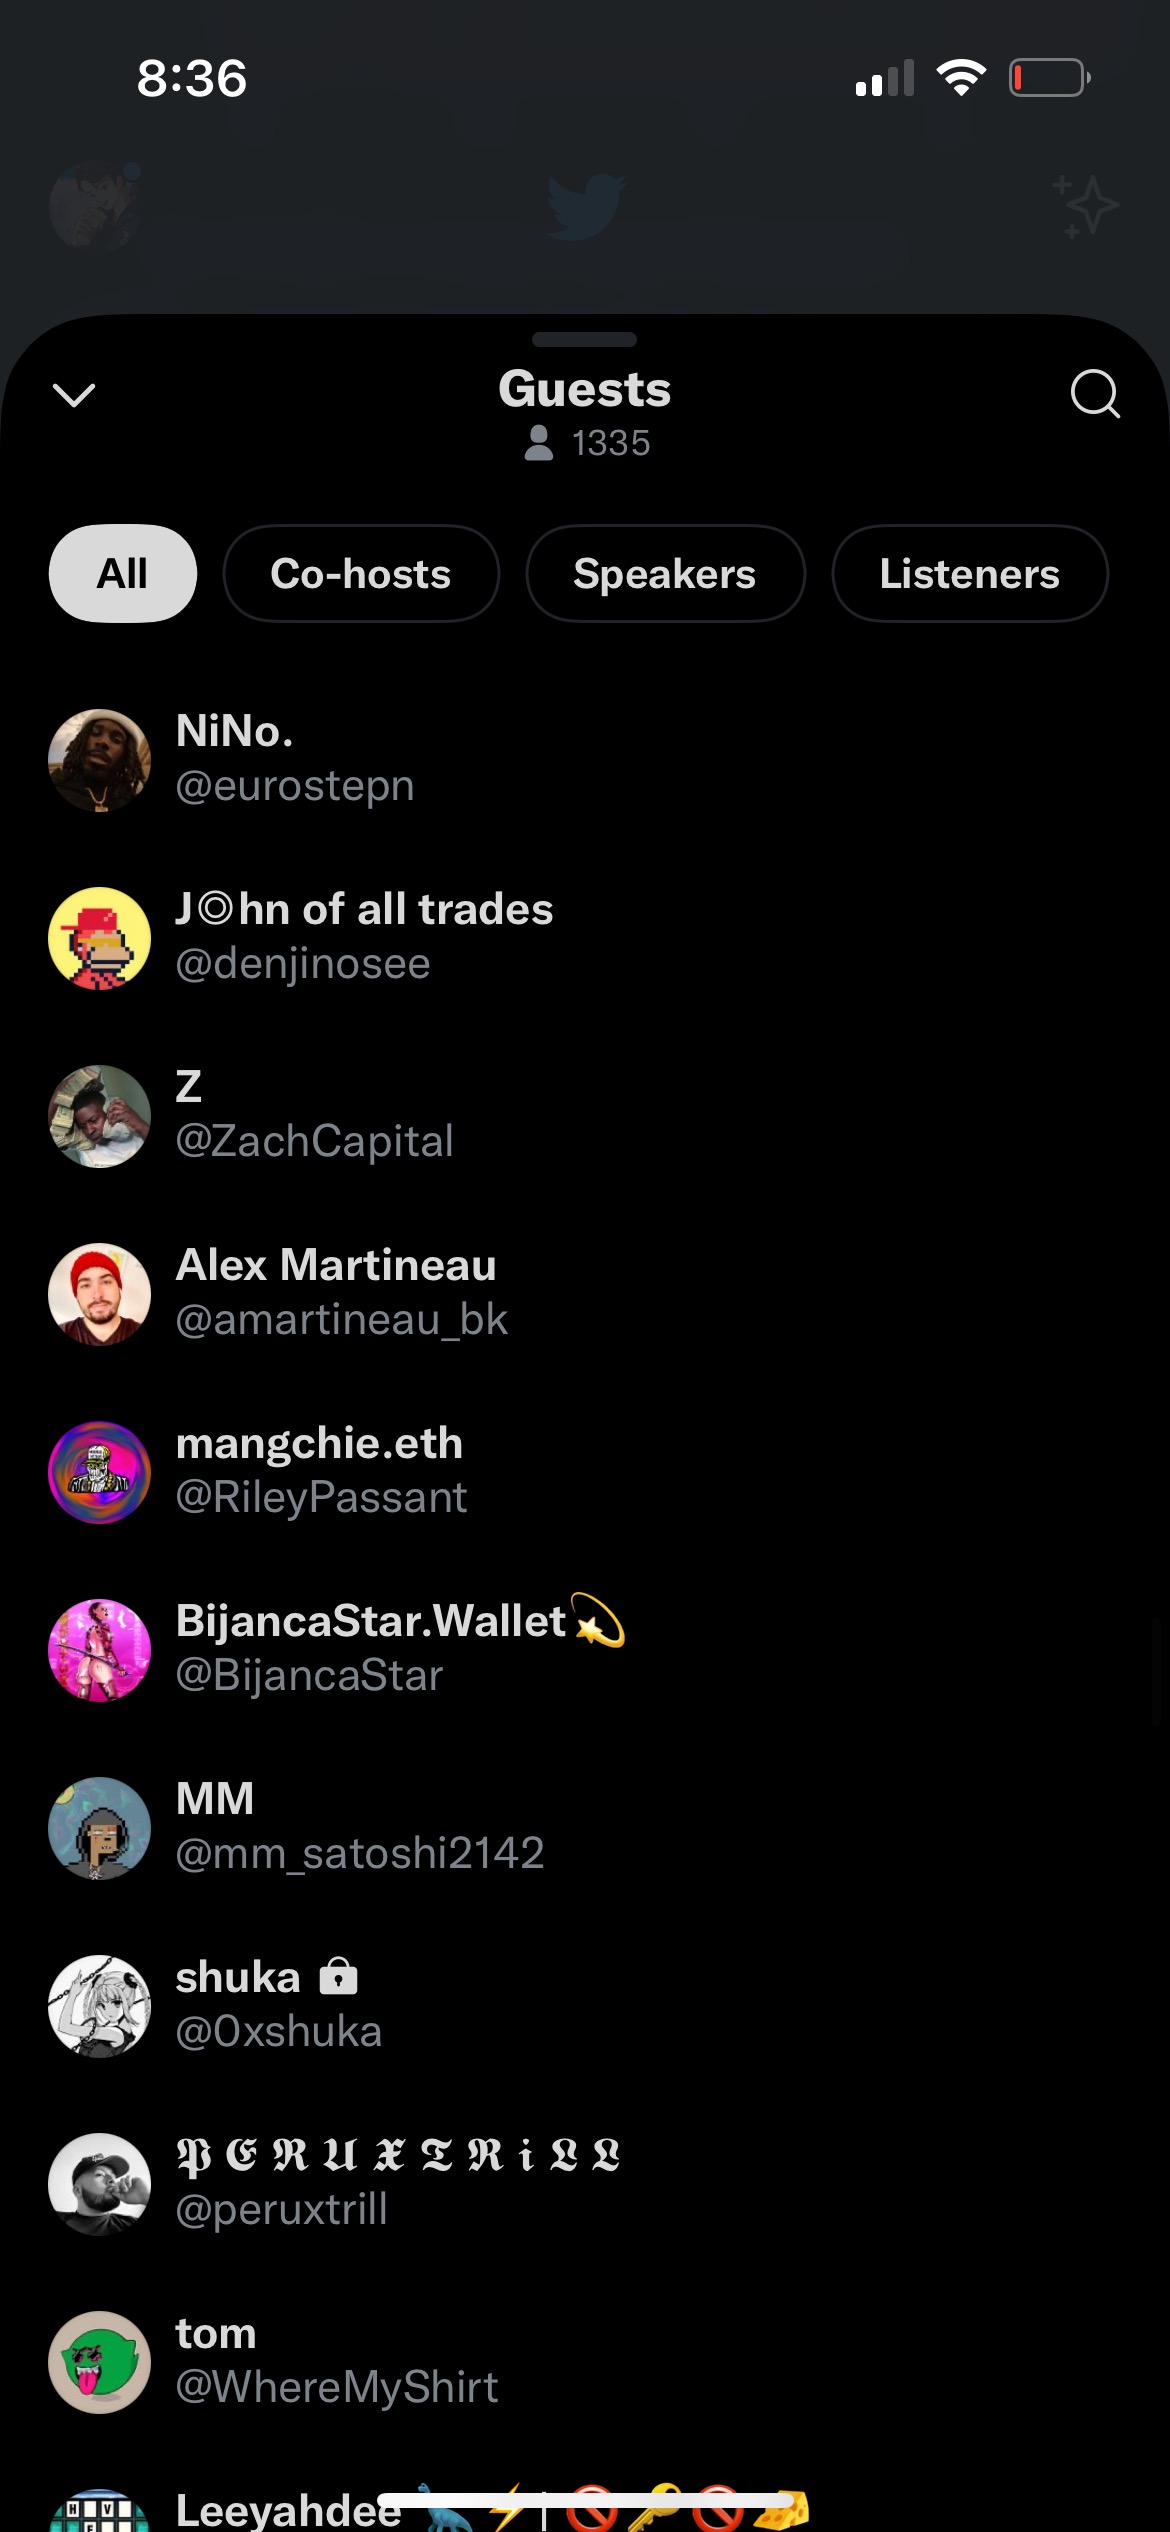 8:36
Guests
1335
All Co-hosts Speakers Listeners
NiNo.
@eurostepn
J◎hn of all trades
@denjinosee
Z
@ZachCapital
Alex Martineau
@amartineau_bk
mangchie.eth
@RileyPassant
BijancaStar.Wallet💫
@BijancaStar
MM
@mm_satoshi2142
shuka 🔒
@0xshuka
𝕻 𝕰 𝕽 𝖀 𝖃 𝕿 𝕽 𝖎 𝕷 𝕷
@peruxtrill
tom
@WhereMyShirt
Leeyahdee 🦕⚡|🚫🔑🚫🧀
H V